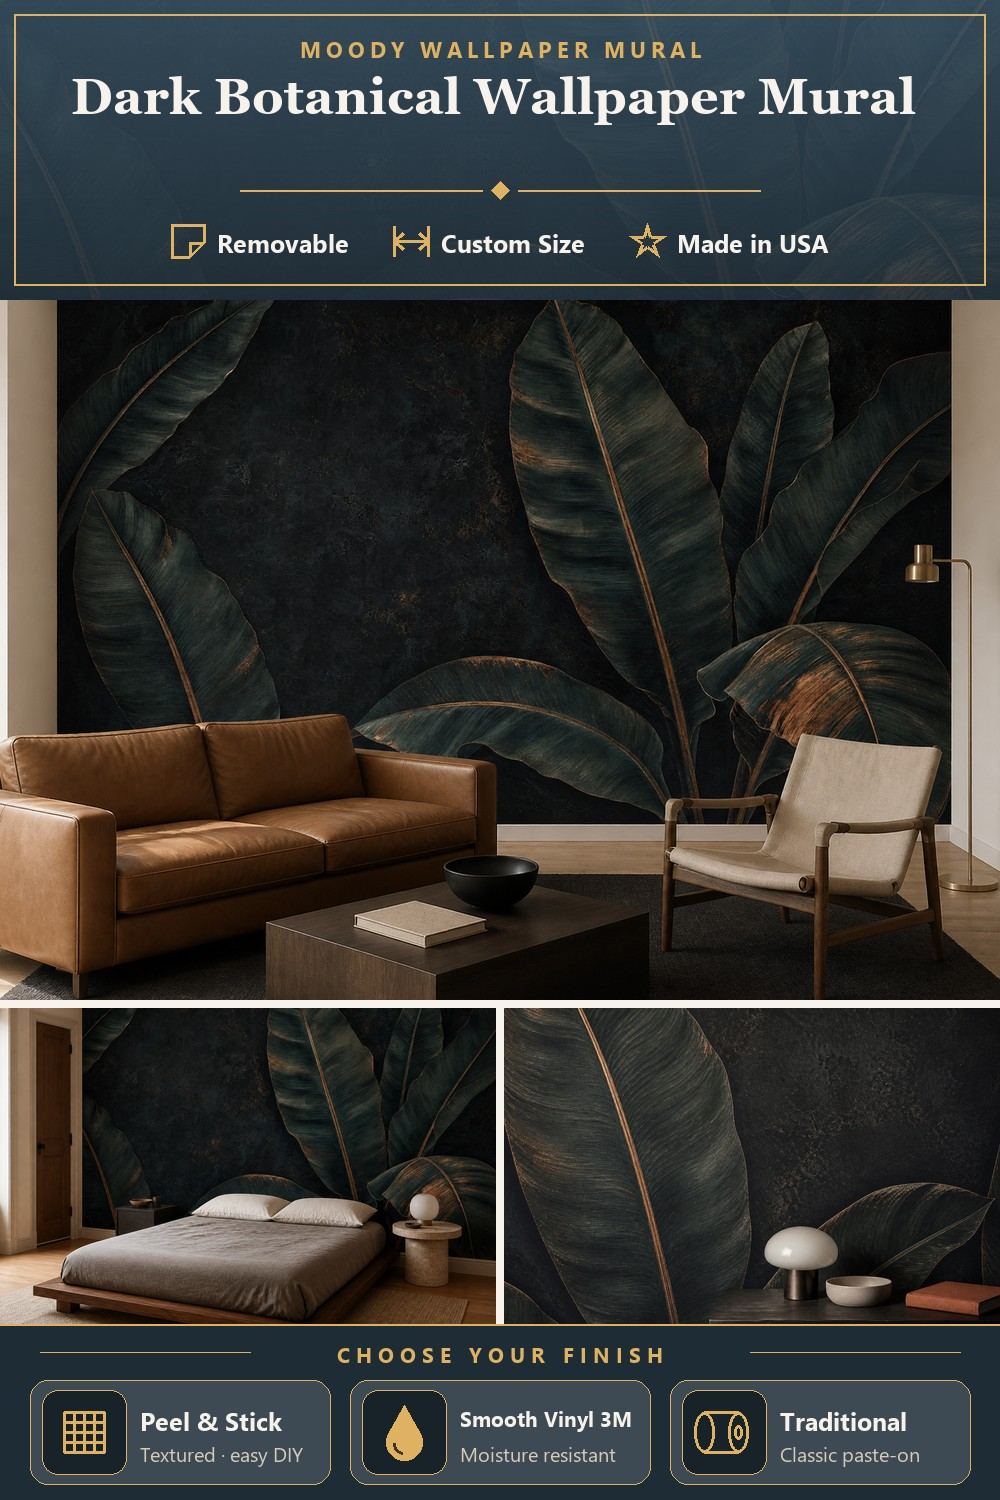 MOODY WALLPAPER MURAL
Dark Botanical Wallpaper Mural
Removable
Custom Size
Made in USA
CHOOSE YOUR FINISH
Peel & Stick
Textured · easy DIY
Smooth Vinyl 3M
Moisture resistant
Traditional
Classic paste-on